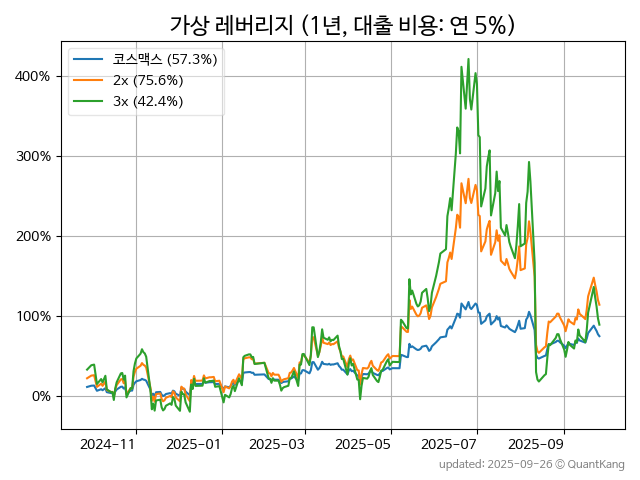 가상 레버리지 (1년, 대출 비용: 연 5%)
코스맥스 (57.3%)
2x (75.6%)
3x (42.4%)
400%
300%
200%
100%
0%
2024-11 2025-01 2025-03 2025-05 2025-07 2025-09
updated: 2025-09-26 © QuantKang